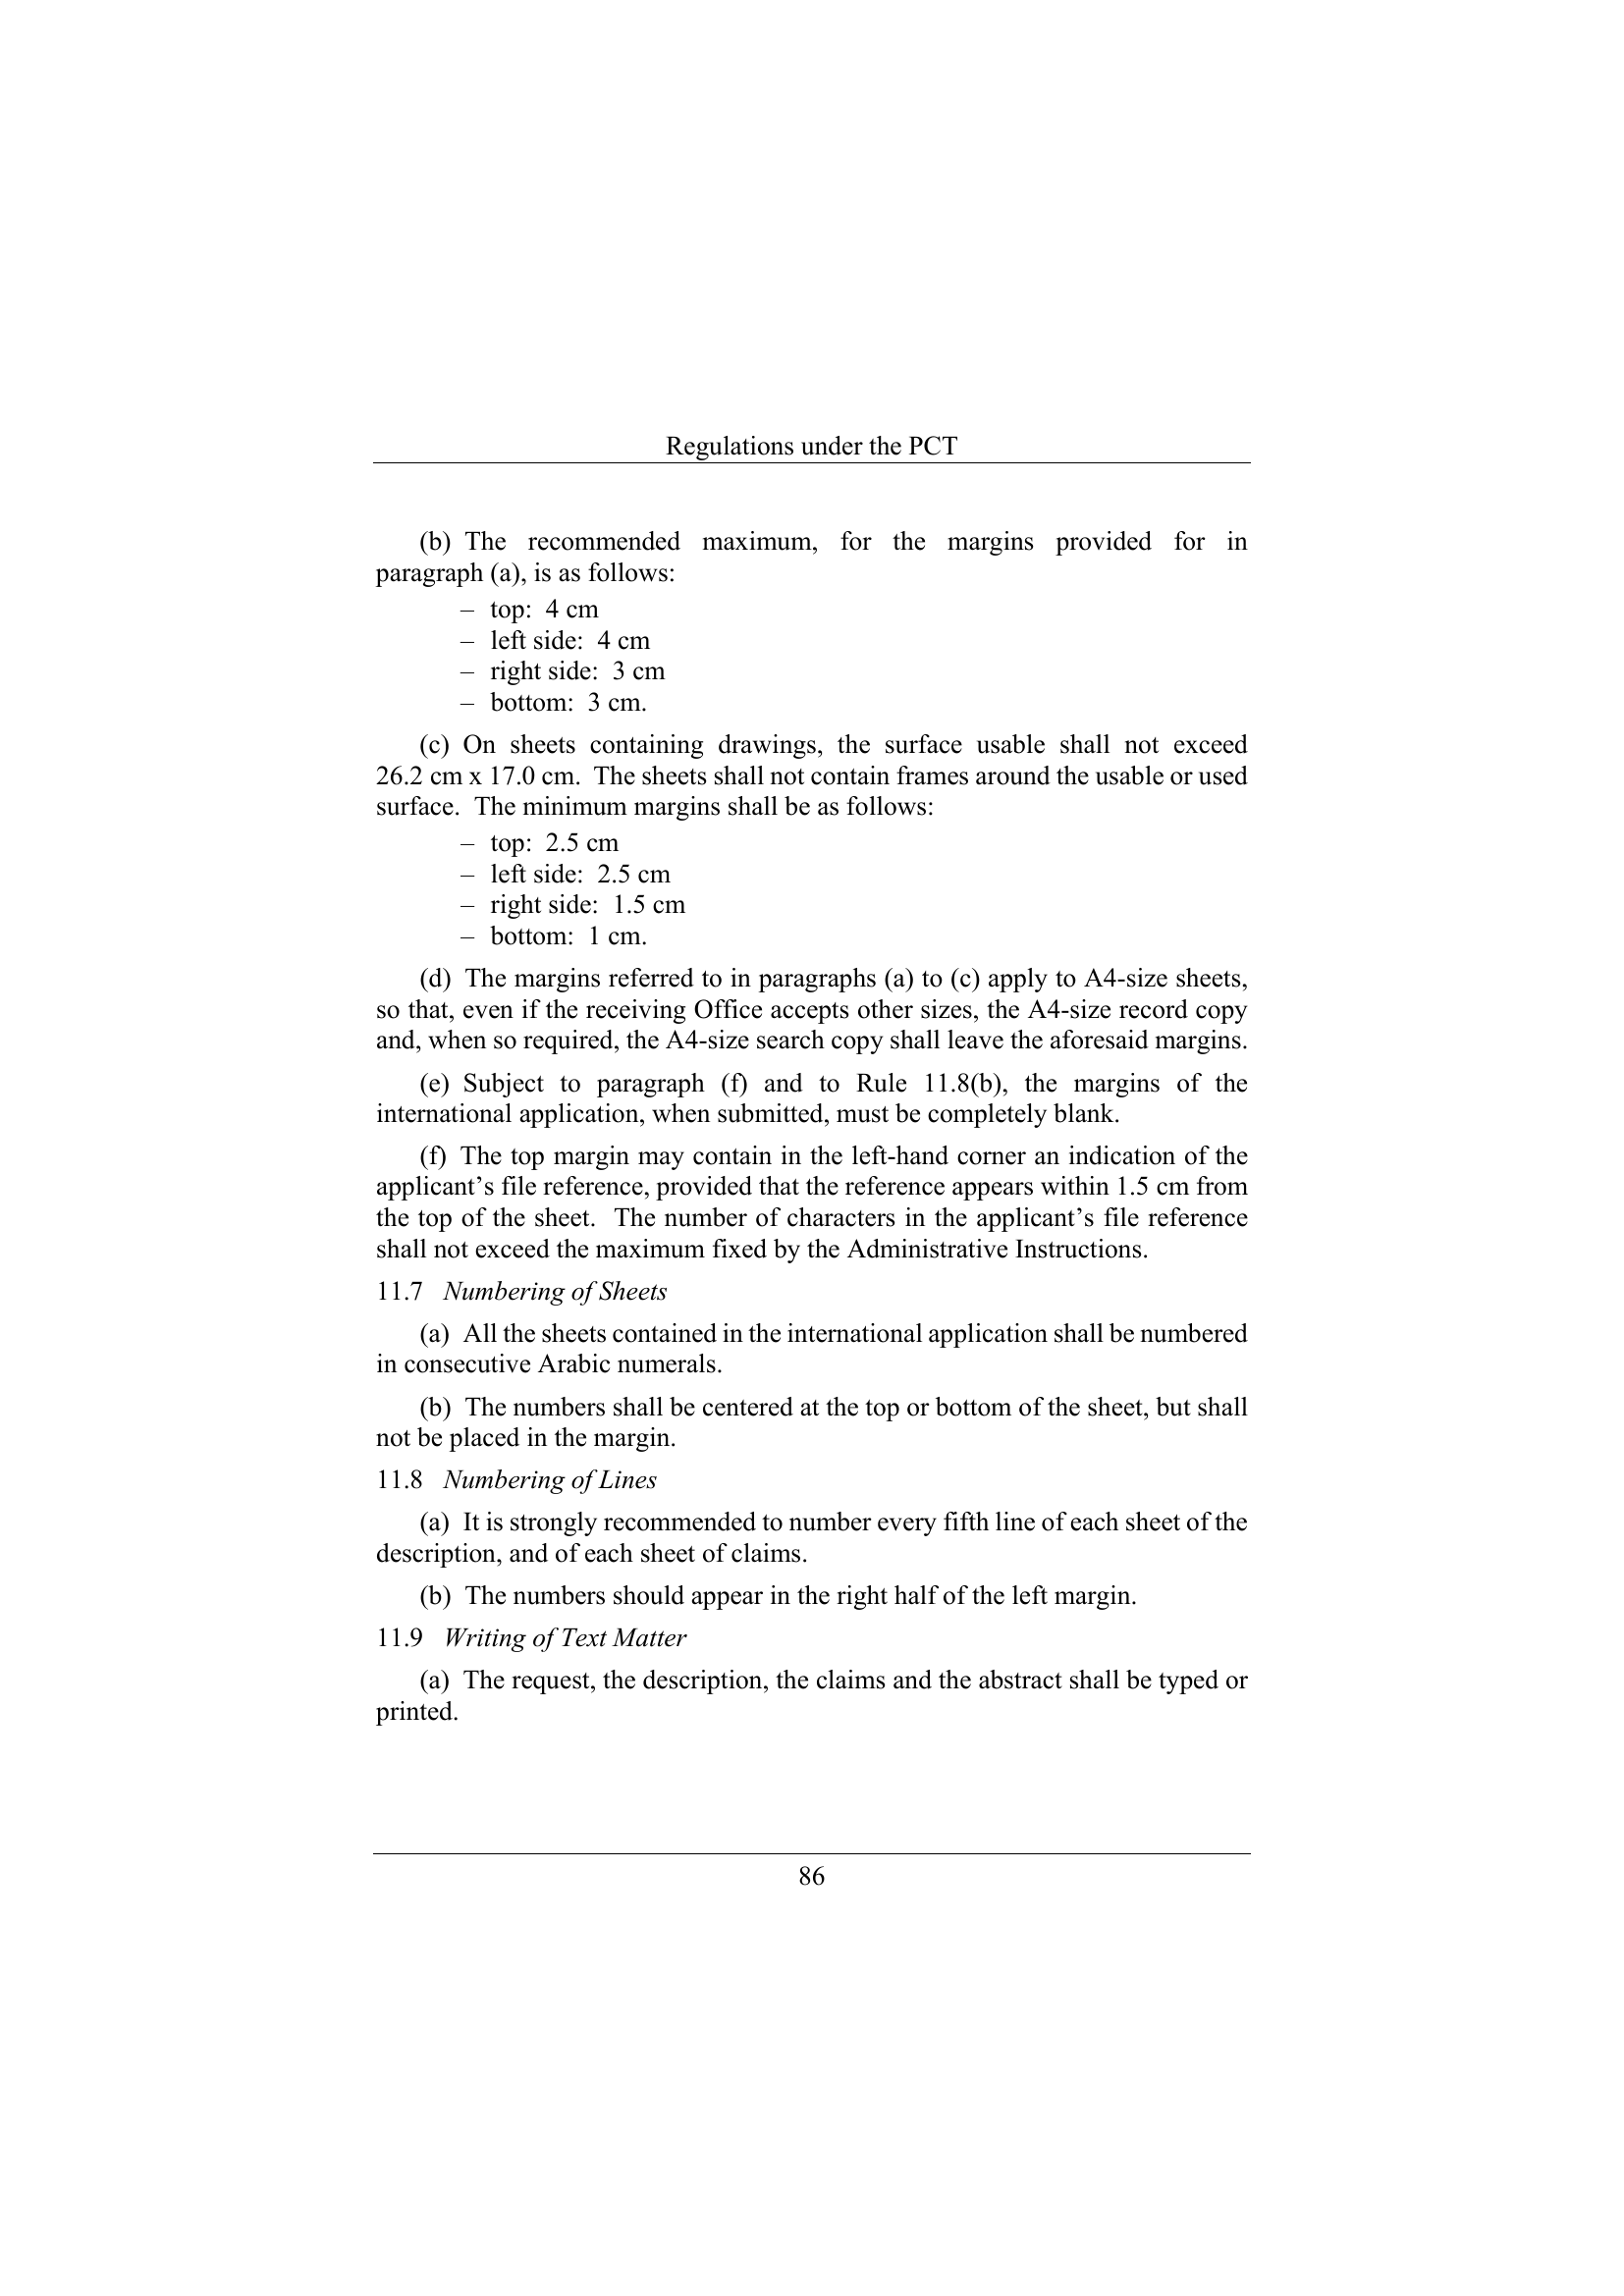 Regulations under the PCT
(b) The recommended maximum, for the margins provided for in
paragraph (a), is as follows:
– top: 4 cm
– left side: 4 cm
– right side: 3 cm
– bottom: 3 cm.
(c) On sheets containing drawings, the surface usable shall not exceed
26.2 cm x 17.0 cm. The sheets shall not contain frames around the usable or used
surface. The minimum margins shall be as follows:
– top: 2.5 cm
– left side: 2.5 cm
– right side: 1.5 cm
– bottom: 1 cm.
(d) The margins referred to in paragraphs (a) to (c) apply to A4-size sheets,
so that, even if the receiving Office accepts other sizes, the A4-size record copy
and, when so required, the A4-size search copy shall leave the aforesaid margins.
(e) Subject to paragraph (f) and to Rule 11.8(b), the margins of the
international application, when submitted, must be completely blank.
(f) The top margin may contain in the left-hand corner an indication of the
applicant’s file reference, provided that the reference appears within 1.5 cm from
the top of the sheet. The number of characters in the applicant’s file reference
shall not exceed the maximum fixed by the Administrative Instructions.
11.7 Numbering of Sheets
(a) All the sheets contained in the international application shall be numbered
in consecutive Arabic numerals.
(b) The numbers shall be centered at the top or bottom of the sheet, but shall
not be placed in the margin.
11.8 Numbering of Lines
(a) It is strongly recommended to number every fifth line of each sheet of the
description, and of each sheet of claims.
(b) The numbers should appear in the right half of the left margin.
11.9 Writing of Text Matter
(a) The request, the description, the claims and the abstract shall be typed or
printed.
86